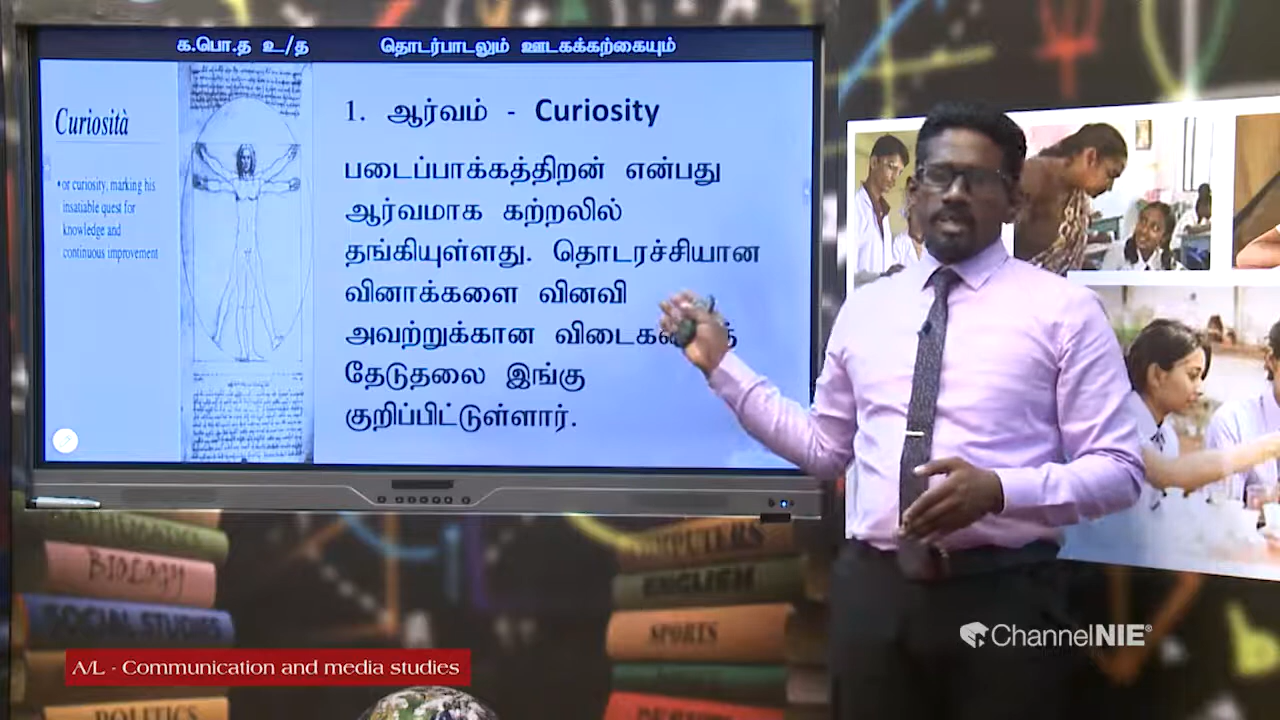 க.பொ.த உ/த தொடர்பாடலும் ஊடகக்கற்கையும்
Curiosità
• or curiosity, marking his
insatiable quest for
knowledge and
continuous improvement
1. ஆர்வம் - Curiosity
படைப்பாக்கத்திறன் என்பது
ஆர்வமாக கற்றலில்
தங்கியுள்ளது. தொடரச்சியான
வினாக்களை வினவி
அவற்றுக்கான
தேடுதலை இங்கு
குறிப்பிட்டுள்ளார்.
MATHEMATICS
BIOLOGY
SOCIAL STUDIES
POLITICS
COMPUTERS
ENGLISH
SPORTS
A/L - Communication and media studies
ChannelNIE®